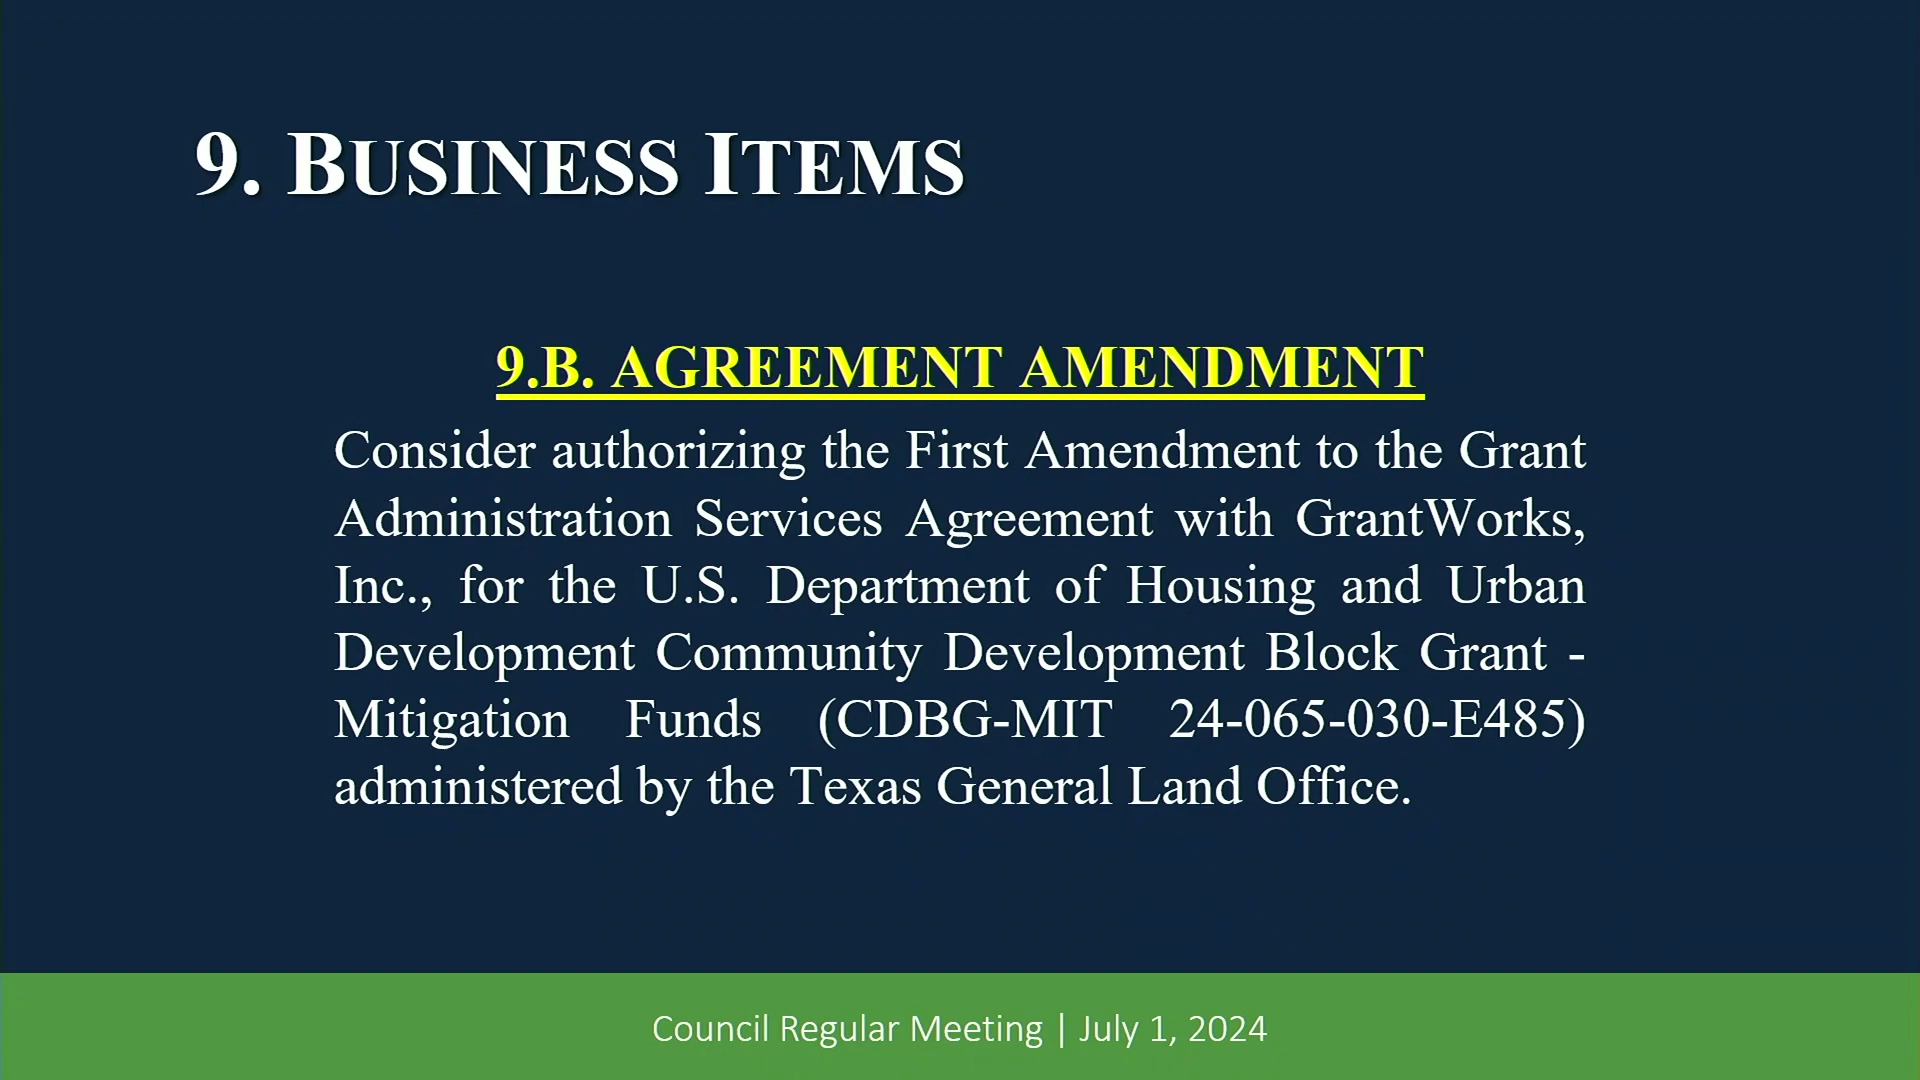 9. BUSINESS ITEMS
9.B. AGREEMENT AMENDMENT
Consider authorizing the First Amendment to the Grant
Administration Services Agreement with GrantWorks,
Inc., for the U.S. Department of Housing and Urban
Development Community Development Block Grant -
Mitigation Funds (CDBG-MIT 24-065-030-E485)
administered by the Texas General Land Office.
Council Regular Meeting | July 1, 2024